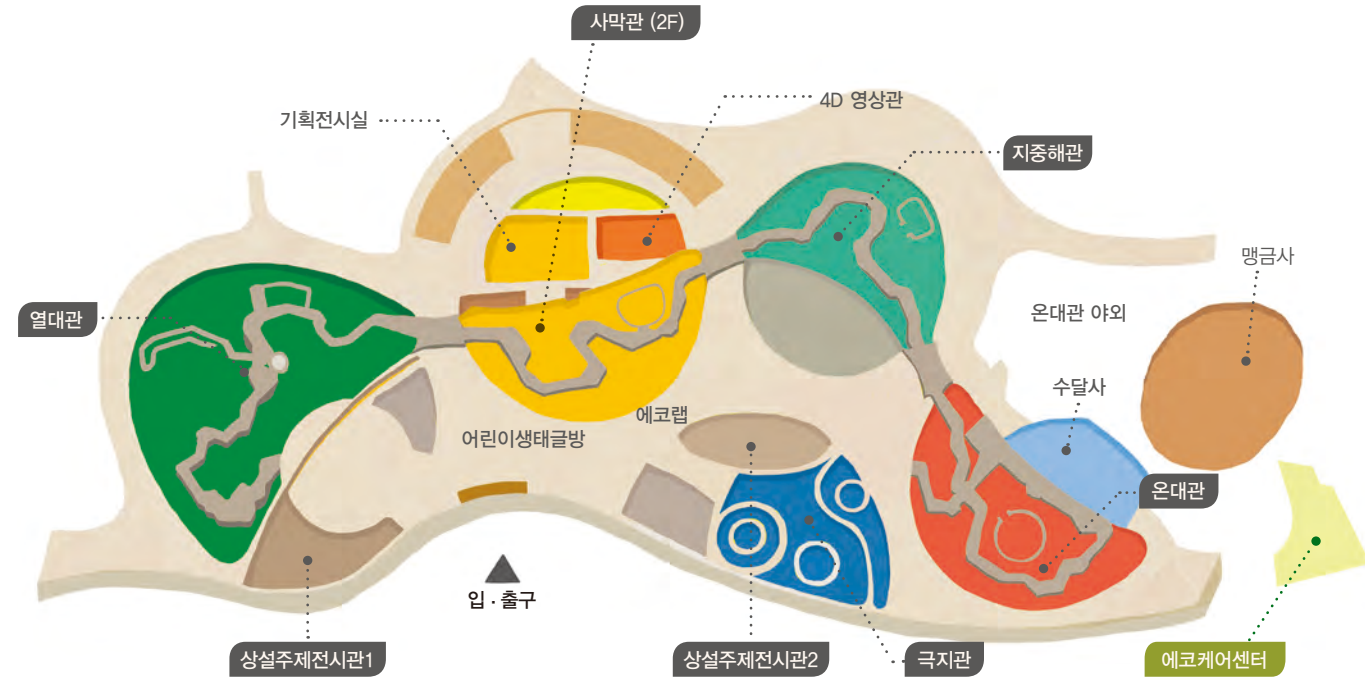 사막관 (2F)
4D 영상관
기획전시실
지중해관
맹금사
온대관 야외
열대관
수달사
에코랩
어린이생태글방
온대관
입 · 출구
상설주제전시관1
상설주제전시관2
극지관
에코케어센터